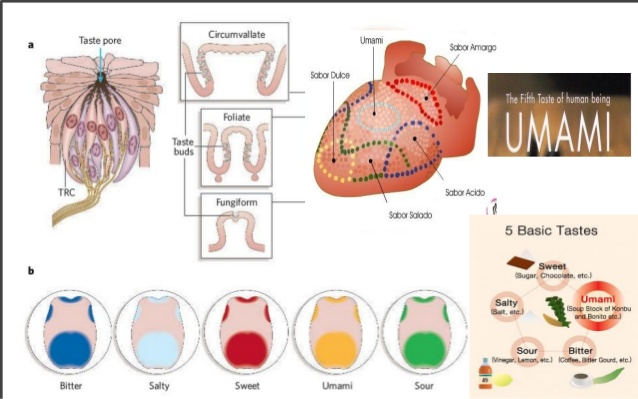 a
Taste pore
TRC
Circumvallate
Foliate
Taste
buds
Fungiform
Umami
Sabor Amargo
Sabor Dulce
Sabor Acido
Sabor Salado
The Fifth Taste of human being
UMAMI
b
Bitter
Salty
Sweet
Umami
Sour
5 Basic Tastes
Sweet
(Sugar, Chocolate, etc.)
Salty
(Salt, etc.)
Umami
(Soup Stock of Konbu
and Bonito etc.)
Sour
(Vinegar, Lemon, etc.)
Bitter
(Coffee, Bitter Gourd, etc.)